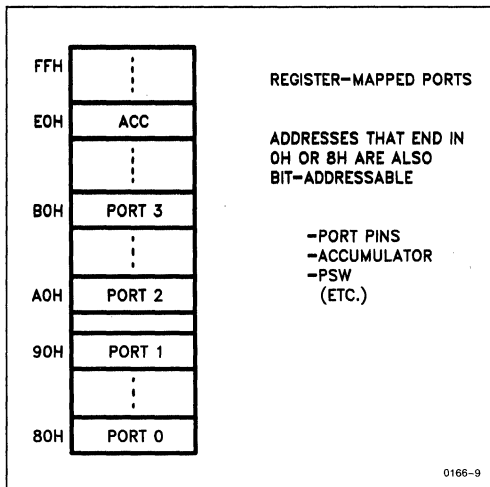 FFH
REGISTER-MAPPED PORTS
E0H ACC
ADDRESSES THAT END IN
0H OR 8H ARE ALSO
BIT-ADDRESSABLE
B0H PORT 3
-PORT PINS
-ACCUMULATOR
-PSW
(ETC.)
A0H PORT 2
90H PORT 1
80H PORT 0
0166-9